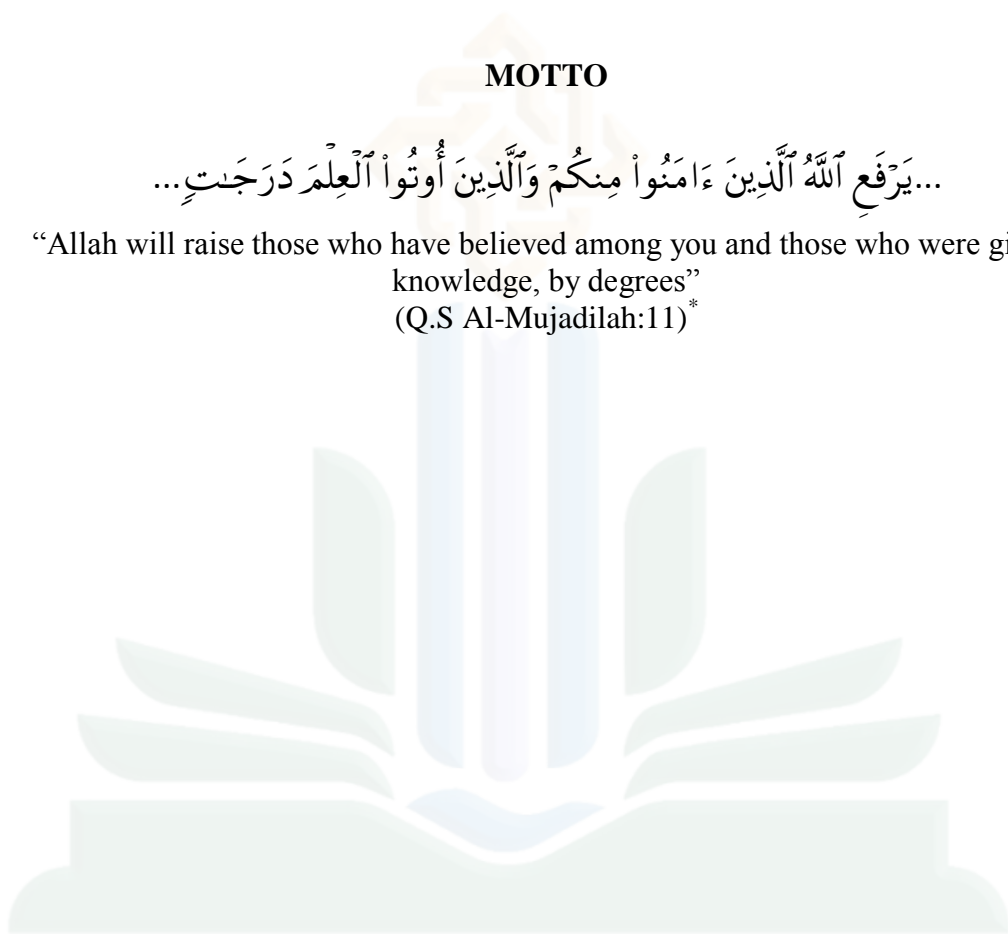 MOTTO
...يَرْفَعِ ٱللَّهُ ٱلَّذِينَ ءَامَنُوا۟ مِنكُمْ وَٱلَّذِينَ أُوتُوا۟ ٱلْعِلْمَ دَرَجَـٰتٍ...
“Allah will raise those who have believed among you and those who were gi
knowledge, by degrees”
(Q.S Al-Mujadilah:11)*